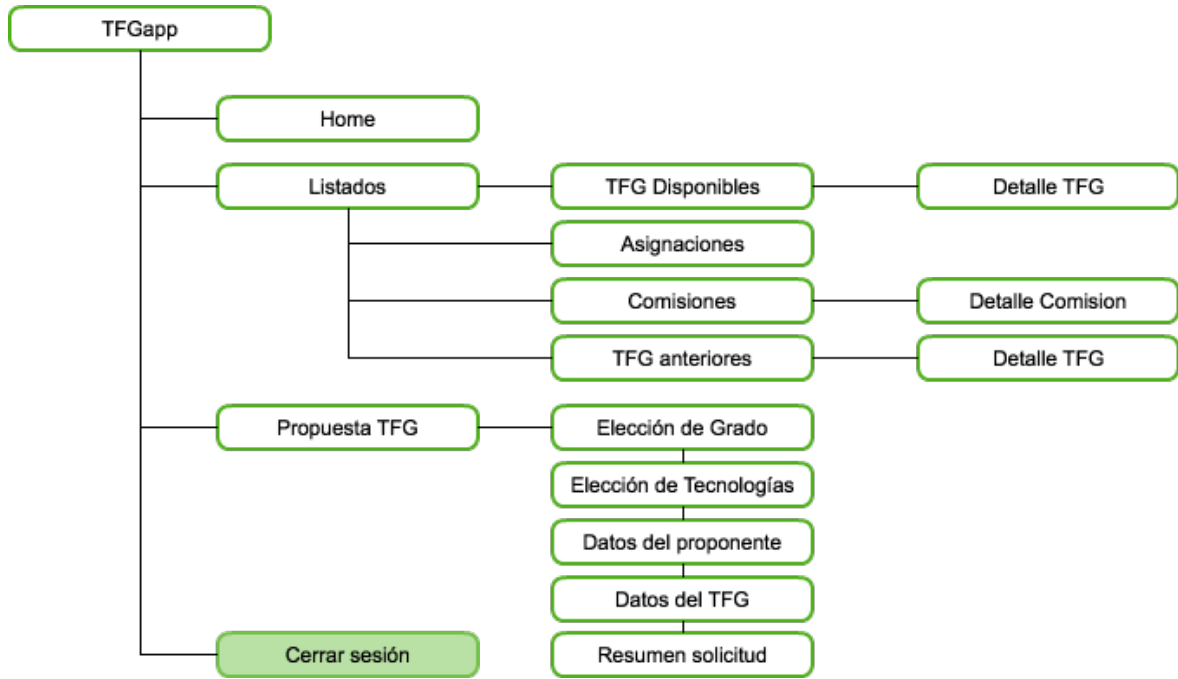 TFGapp
Home
Listados
TFG Disponibles
Detalle TFG
Asignaciones
Comisiones
Detalle Comision
TFG anteriores
Detalle TFG
Propuesta TFG
Elección de Grado
Elección de Tecnologías
Datos del proponente
Datos del TFG
Cerrar sesión
Resumen solicitud